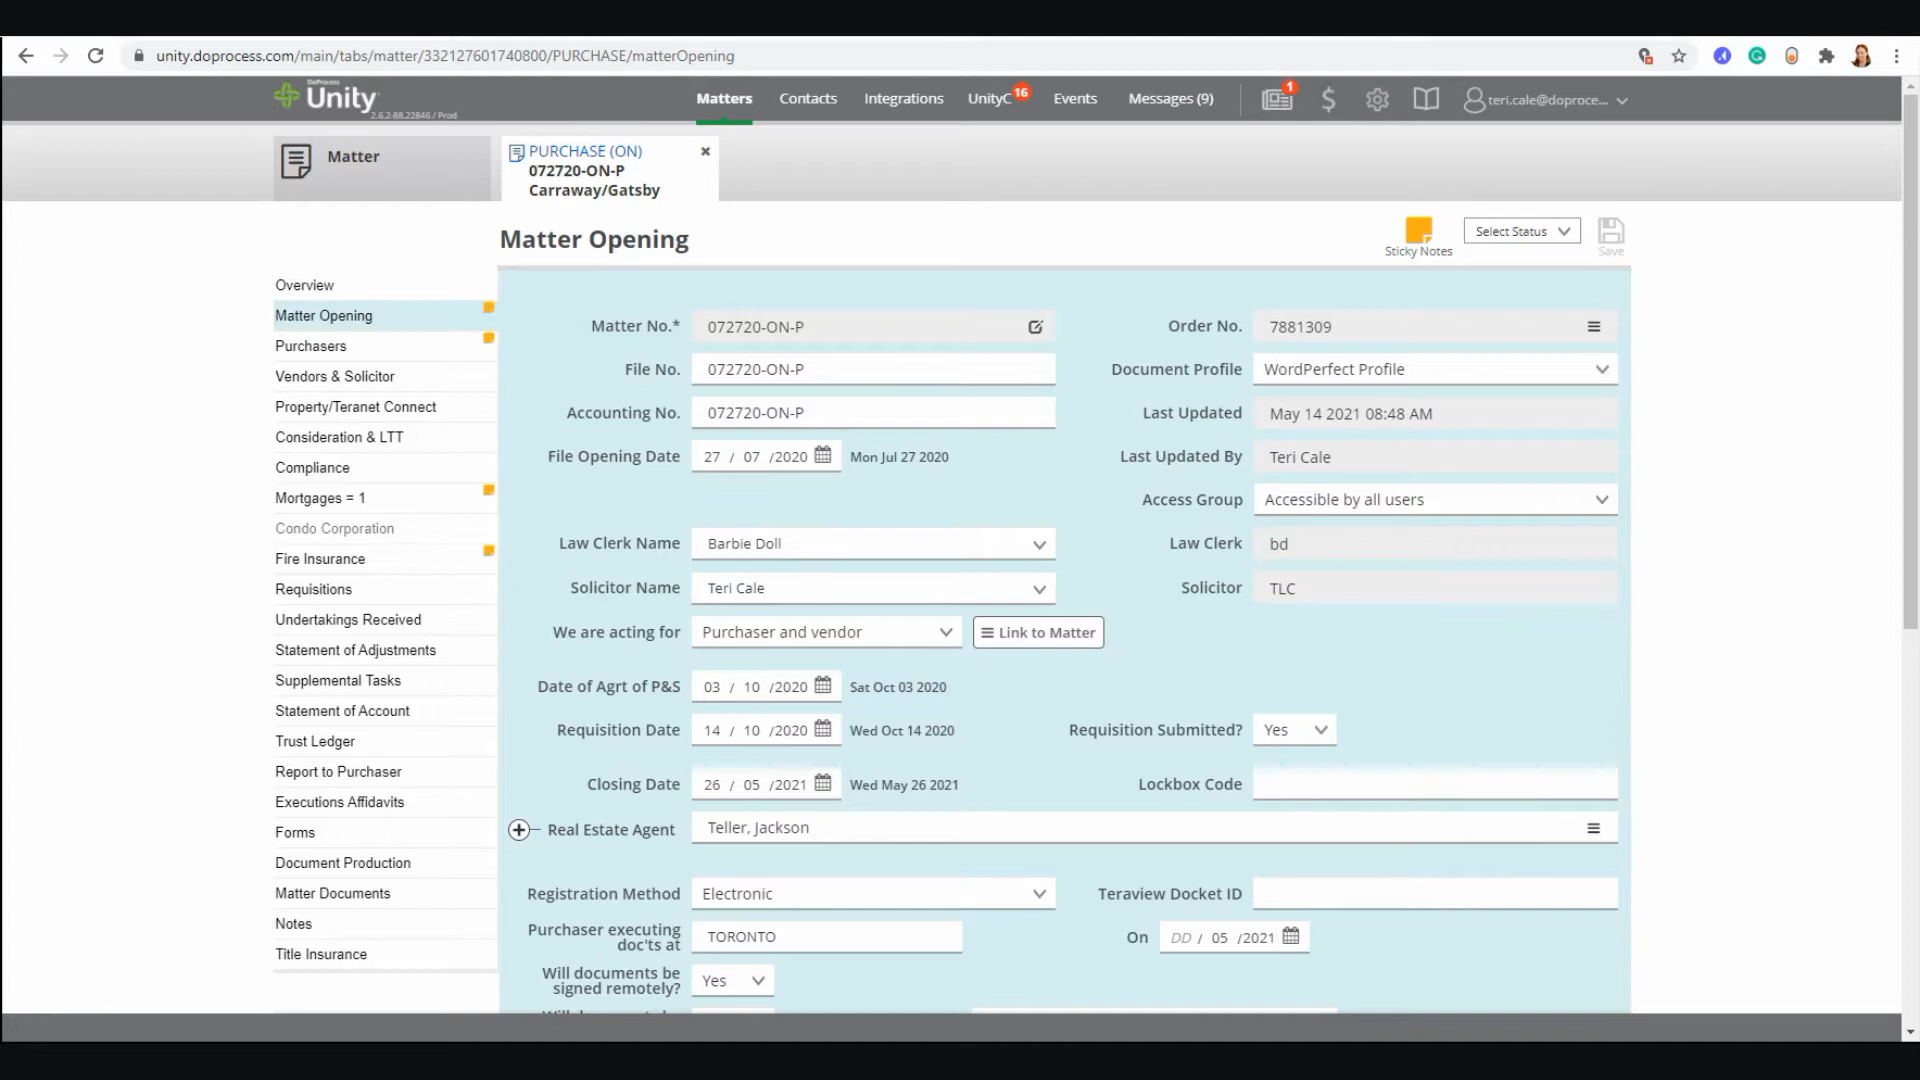 unity.doprocess.com/main/tabs/matter/332127601740800/PURCHASE/matterOpening
DoProcess
Unity
2.6.2-88.22846 / Prod
Matters
Contacts
Integrations
UnityC 16
Events
Messages (9)
1
teri.cale@doproce...
Matter
PURCHASE (ON)
072720-ON-P
Carraway/Gatsby
Matter Opening
Sticky Notes
Select Status
Save
Overview
Matter Opening
Purchasers
Vendors & Solicitor
Property/Teranet Connect
Consideration & LTT
Compliance
Mortgages = 1
Condo Corporation
Fire Insurance
Requisitions
Undertakings Received
Statement of Adjustments
Supplemental Tasks
Statement of Account
Trust Ledger
Report to Purchaser
Executions Affidavits
Forms
Document Production
Matter Documents
Notes
Title Insurance
Matter No.* 072720-ON-P
Order No. 7881309
File No. 072720-ON-P
Document Profile WordPerfect Profile
Accounting No. 072720-ON-P
Last Updated May 14 2021 08:48 AM
File Opening Date 27 / 07 /2020 Mon Jul 27 2020
Last Updated By Teri Cale
Access Group Accessible by all users
Law Clerk Name Barbie Doll
Law Clerk bd
Solicitor Name Teri Cale
Solicitor TLC
We are acting for Purchaser and vendor Link to Matter
Date of Agrt of P&S 03 / 10 /2020 Sat Oct 03 2020
Requisition Date 14 / 10 /2020 Wed Oct 14 2020
Requisition Submitted? Yes
Closing Date 26 / 05 /2021 Wed May 26 2021
Lockbox Code
Real Estate Agent Teller, Jackson
Registration Method Electronic
Teraview Docket ID
Purchaser executing
doc'ts at TORONTO
On DD / 05 /2021
Will documents be
signed remotely? Yes